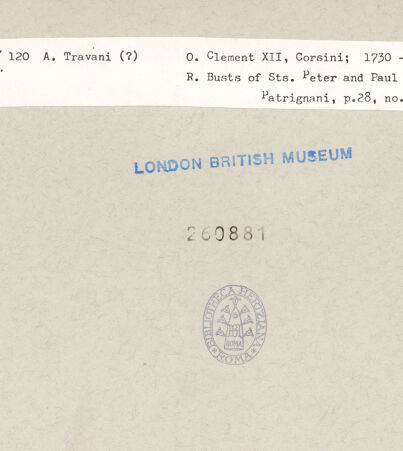 120 A. Travani (?) O. Clement XII, Corsini; 1730 -
R. Busts of Sts. Peter and Paul
Patrignani, p.28, no.
LONDON BRITISH MUSEUM
260881
BIBLIOTHECA HERTZIANA
ROMA
* ROMA *